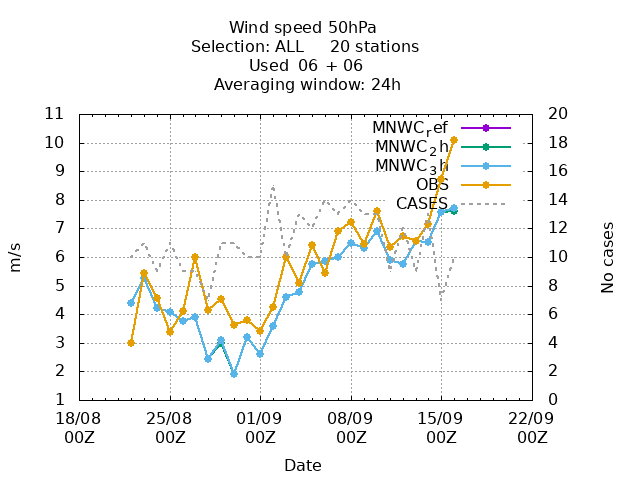 Wind speed 50hPa
Selection: ALL 20 stations
Used 06 + 06
Averaging window: 24h
11 20
10 18
9 16
8 14
7 12
6 10
5 8
4 6
3 4
2 2
1 0
MNWC_ref
MNWC_2h
MNWC_3h
OBS
CASES
m/s
No cases
18/08 25/08 01/09 08/09 15/09 22/09
00Z 00Z 00Z 00Z 00Z 00Z
Date